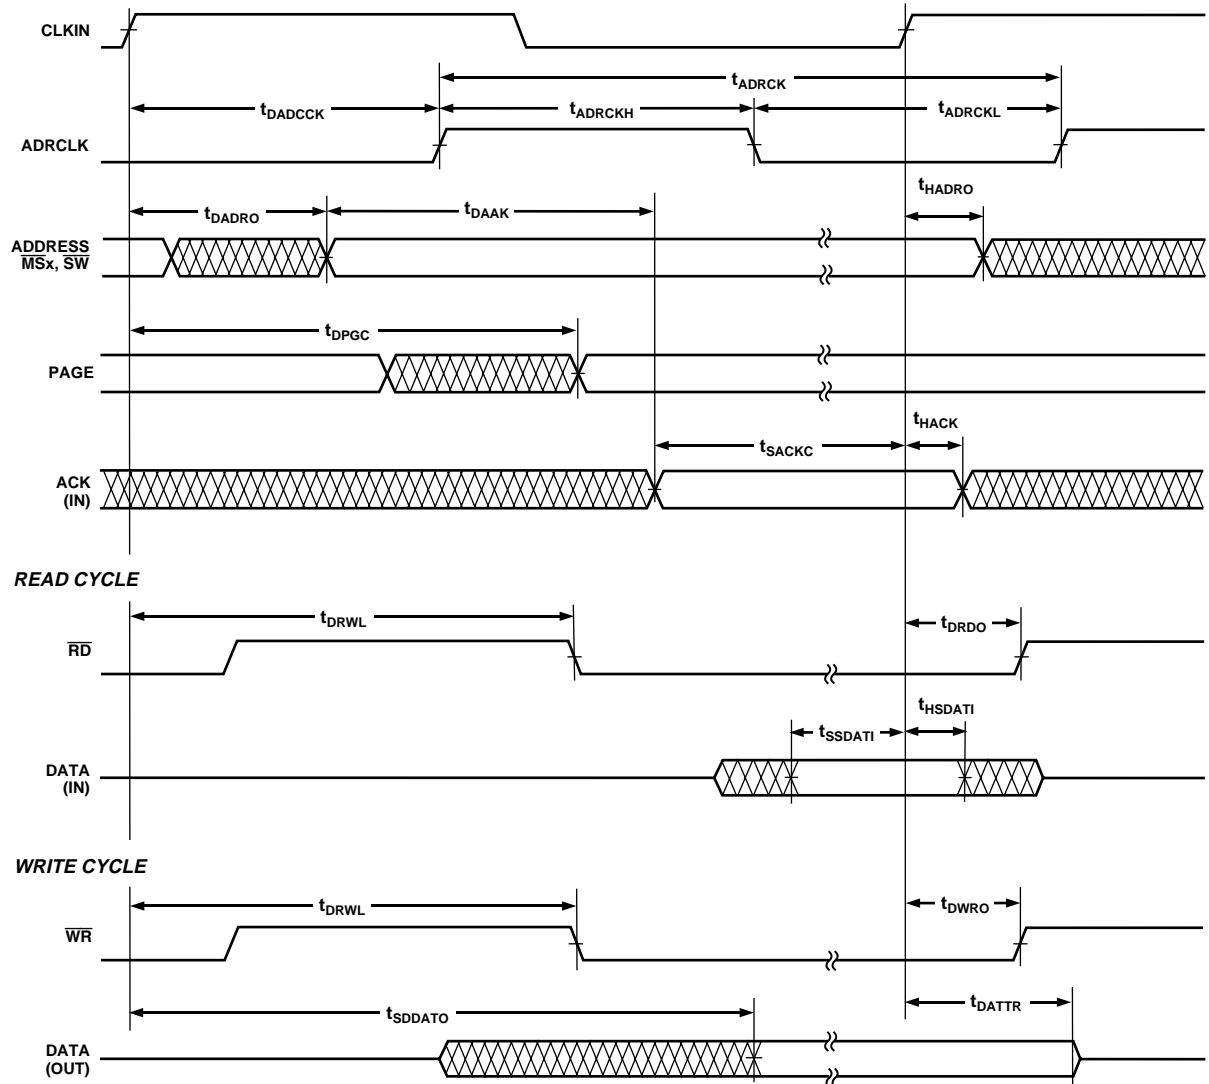 CLKIN
tADRCK
tDADCCK
tADRCKH
tADRCKL
ADRCLK
tHADRO
tDADRO
tDAAK
ADDRESS
MSx, SW
tDPGC
PAGE
tHACK
tSACKC
ACK
(IN)
READ CYCLE
tDRWL
tDRDO
RD
tHSDATI
tSSDATI
DATA
(IN)
WRITE CYCLE
tDRWL
tDWRO
WR
tDATTR
tSDDATO
DATA
(OUT)